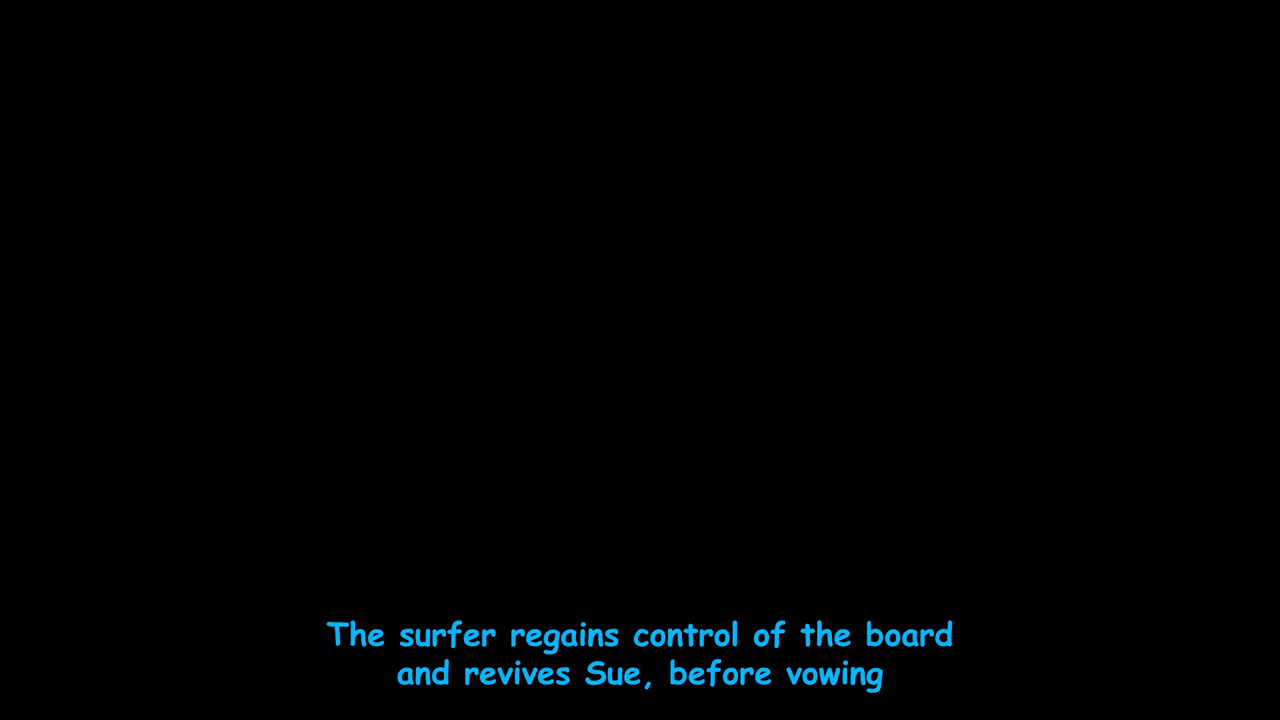 The surfer regains control of the board
and revives Sue, before vowing